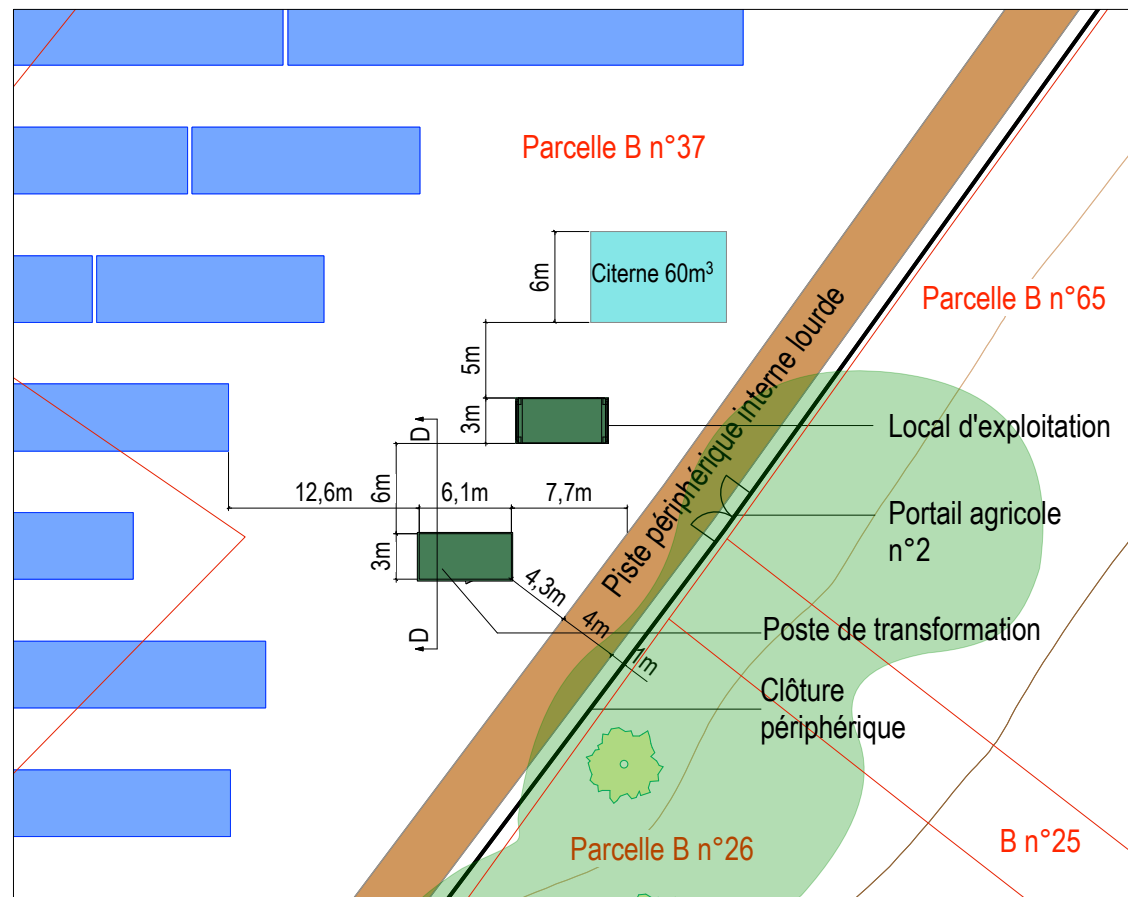 Parcelle B n°37
Citerne 60m³
6m
Parcelle B n°65
Piste périphérique interne lourde
5m
3m
Local d'exploitation
D
6m
12,6m
6,1m
7,7m
Portail agricole
n°2
3m
4,3m
4m
1m
D
Poste de transformation
Clôture
périphérique
Parcelle B n°26
B n°25